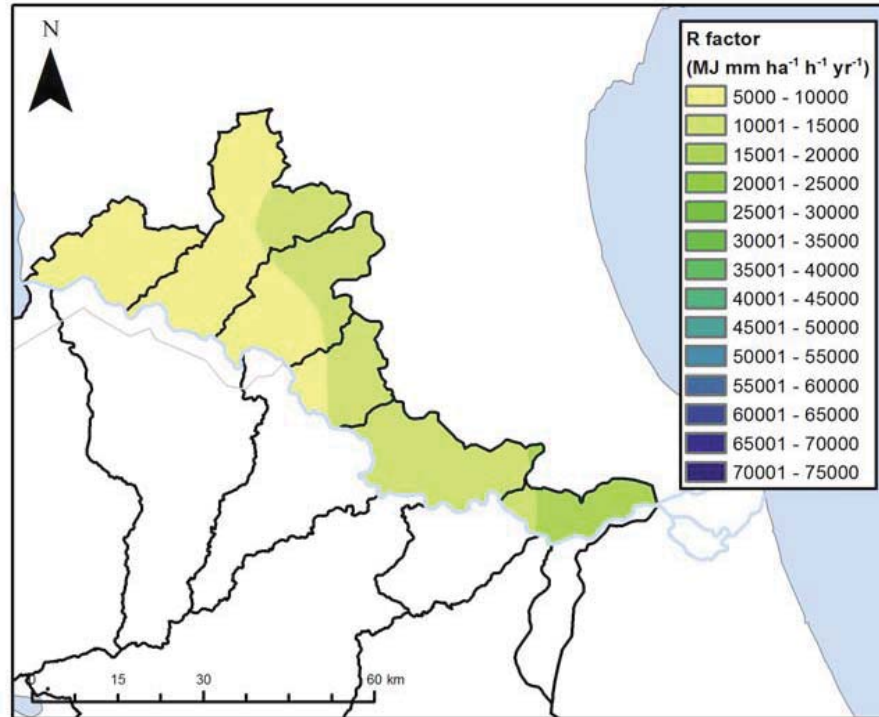 N
R factor
(MJ mm ha⁻¹ h⁻¹ yr⁻¹)
5000 - 10000
10001 - 15000
15001 - 20000
20001 - 25000
25001 - 30000
30001 - 35000
35001 - 40000
40001 - 45000
45001 - 50000
50001 - 55000
55001 - 60000
60001 - 65000
65001 - 70000
70001 - 75000
0 15 30 60 km